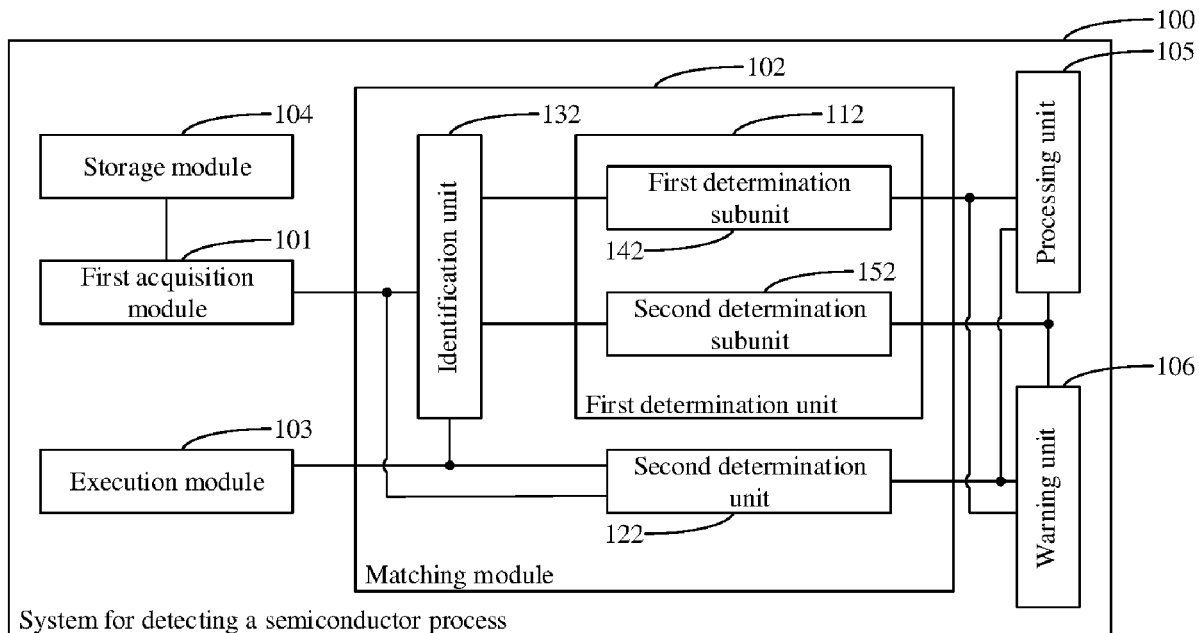 100
105
102
104
132
112
Storage module
First determination
subunit
Processing unit
101
142
First acquisition
module
Identification unit
152
Second determination
subunit
106
First determination unit
103
Execution module
Second determination
unit
Warning unit
122
Matching module
System for detecting a semiconductor process